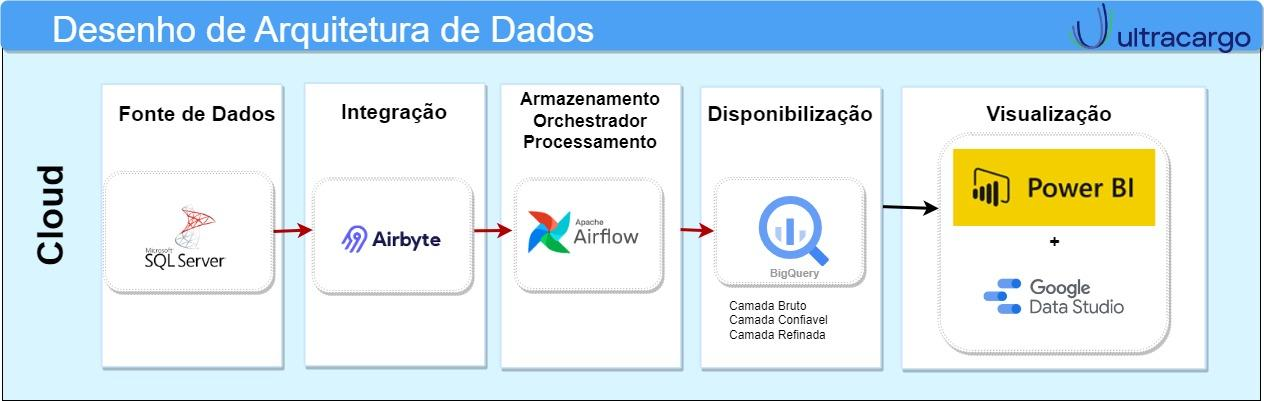 Desenho de Arquitetura de Dados
ultracargo
Cloud
Fonte de Dados
Microsoft
SQL Server
Integração
Airbyte
Armazenamento
Orchestrador
Processamento
Apache
Airflow
Disponibilização
BigQuery
Camada Bruto
Camada Confiavel
Camada Refinada
Visualização
Power BI
+
Google
Data Studio